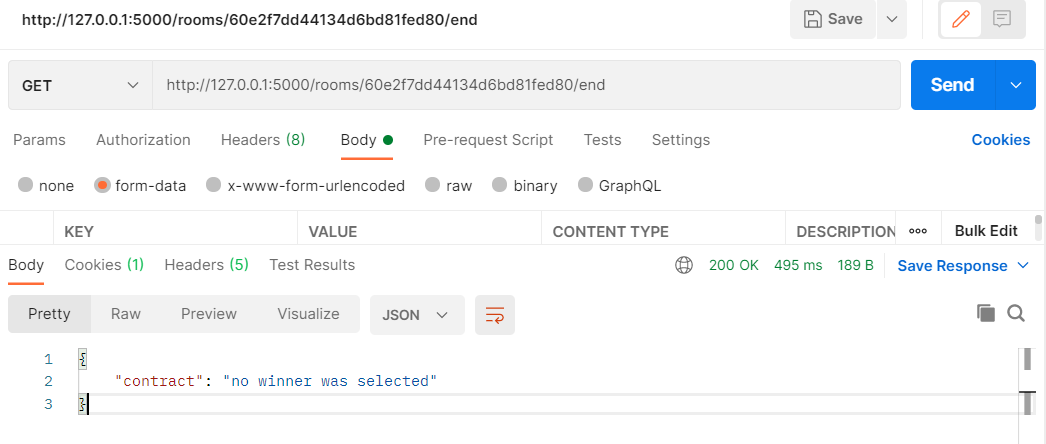 http://127.0.0.1:5000/rooms/60e2f7dd44134d6bd81fed80/end Save
GET http://127.0.0.1:5000/rooms/60e2f7dd44134d6bd81fed80/end Send
Params Authorization Headers (8) Body Pre-request Script Tests Settings Cookies
none form-data x-www-form-urlencoded raw binary GraphQL
KEY VALUE CONTENT TYPE DESCRIPTION Bulk Edit
Body Cookies (1) Headers (5) Test Results 200 OK 495 ms 189 B Save Response
Pretty Raw Preview Visualize JSON
1 {
2 "contract": "no winner was selected"
3 }